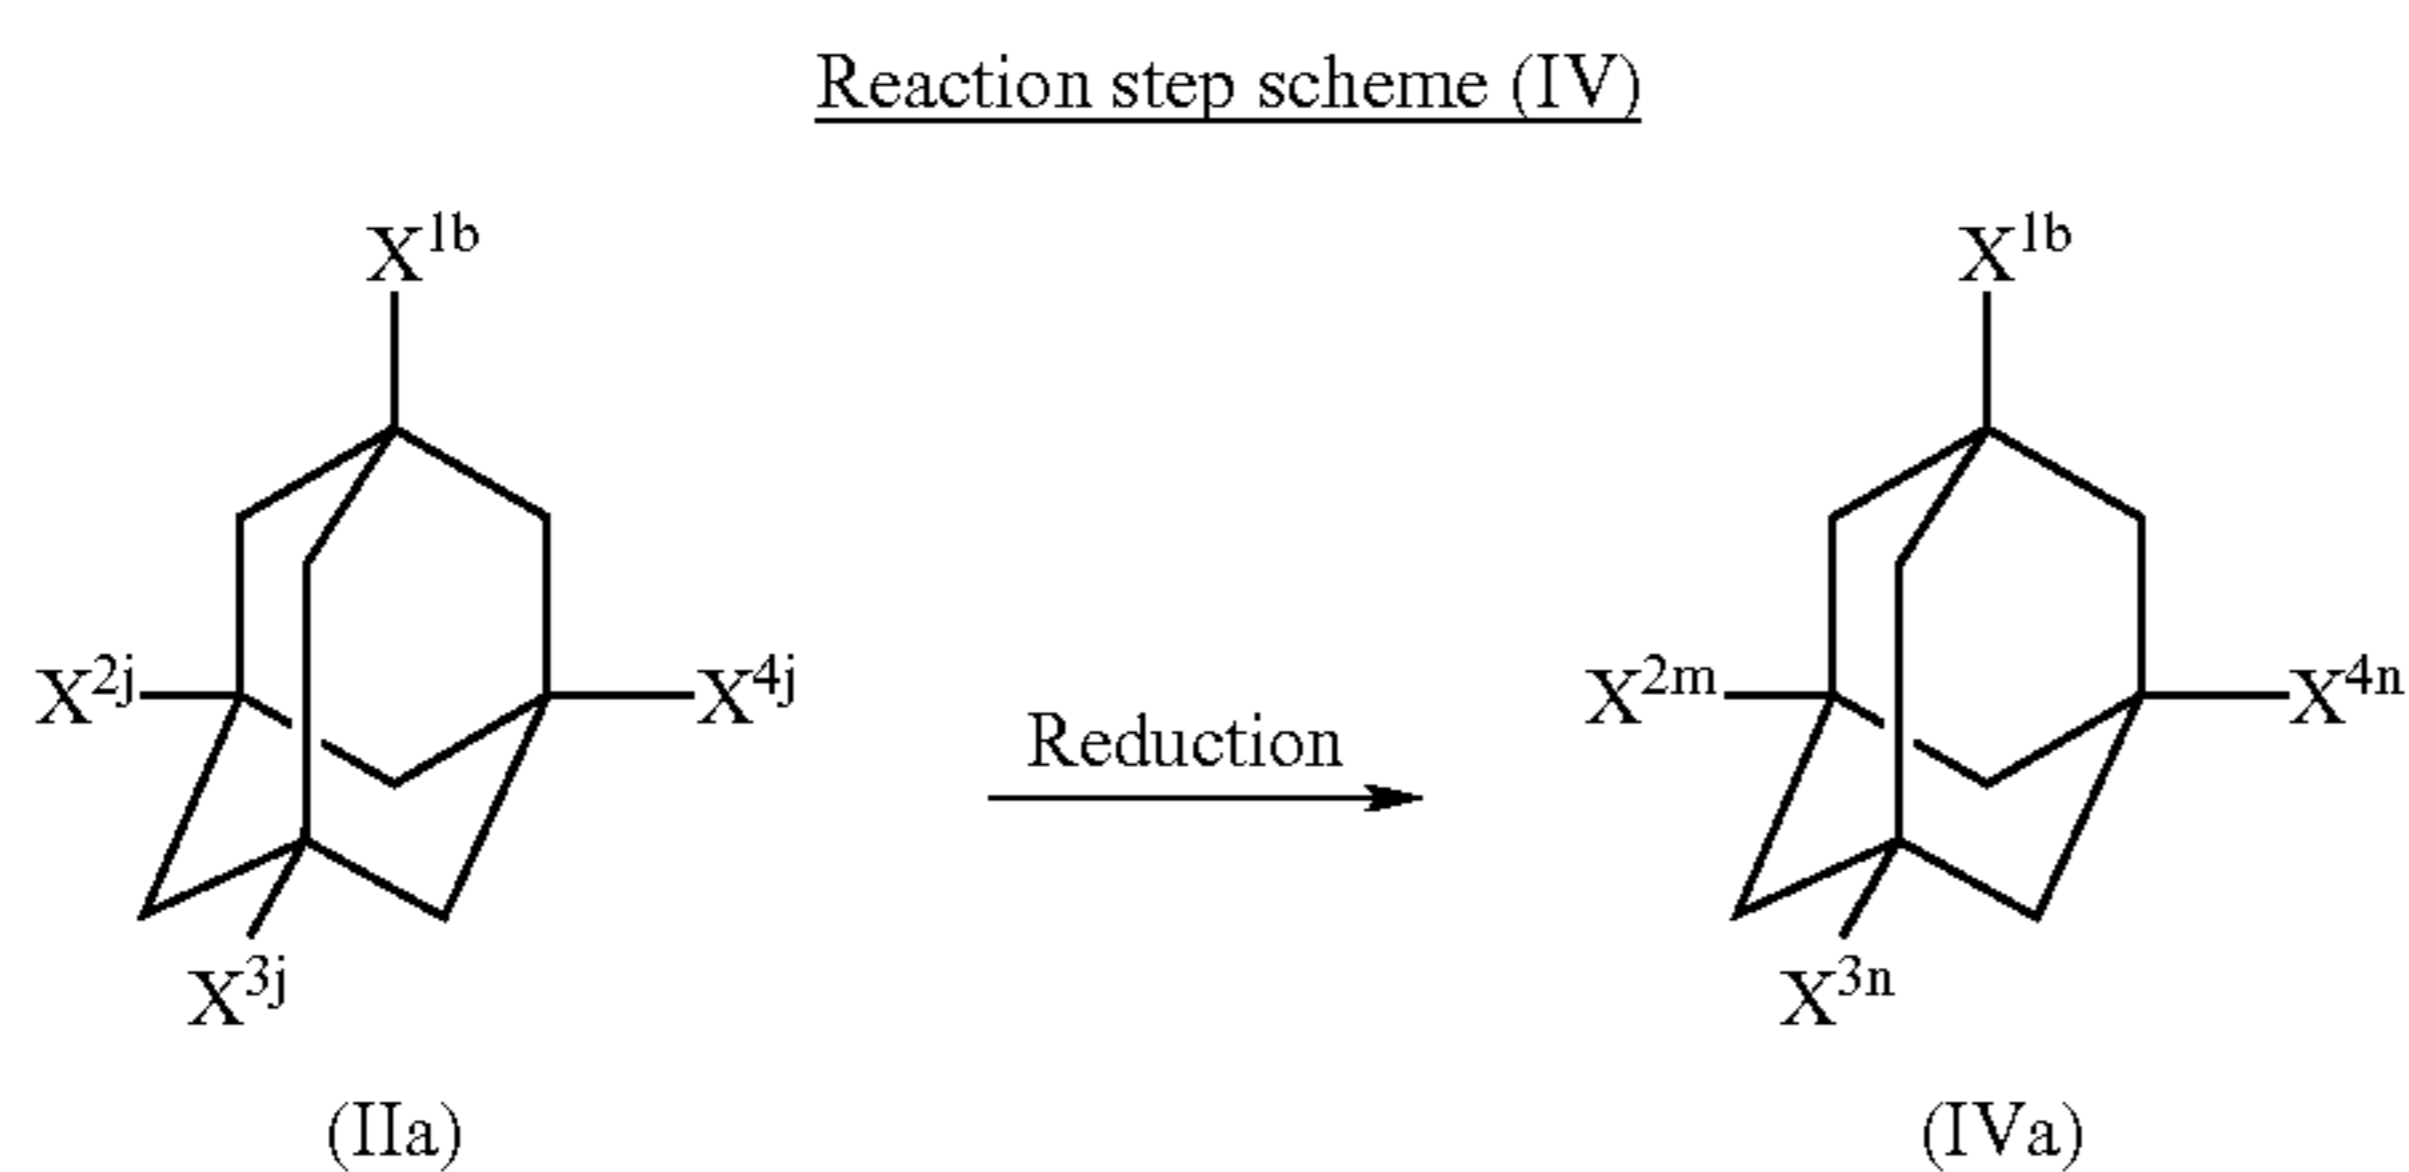 Reaction step scheme (IV)
X1b X1b
X2j X4j Reduction X2m X4n
X3j X3n
(IIa) (IVa)